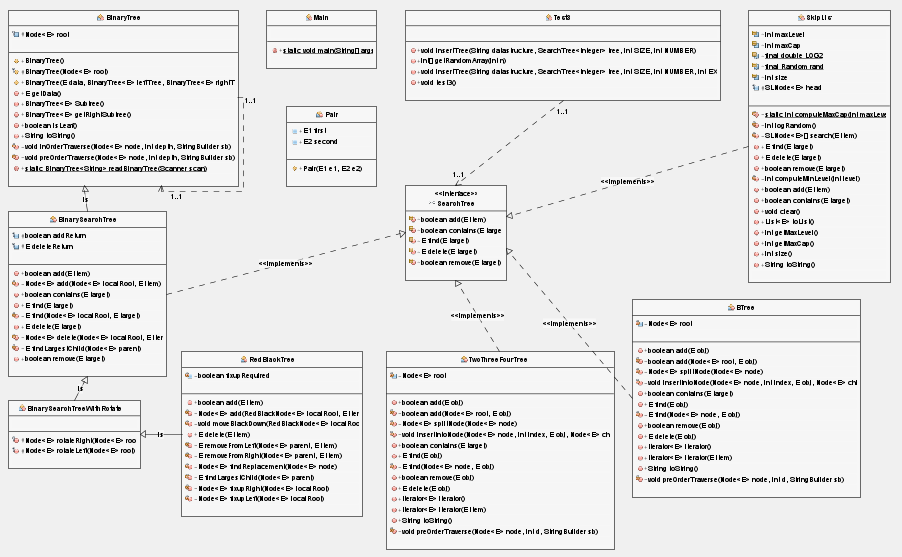 BinaryTree
#Node<E> root
+BinaryTree()
+BinaryTree(Node<E> root)
+BinaryTree(E data, BinaryTree<E> leftTree, BinaryTree<E> rightT
+E getData()
+BinaryTree<E> Subtree()
+BinaryTree<E> getRightSubtree()
+boolean isLeaf()
+String toString()
-void inOrderTraverse(Node<E> node, int depth, StringBuilder sb)
-void preOrderTraverse(Node<E> node, int depth, StringBuilder sb)
+static BinaryTree<String> readBinaryTree(Scanner scan)
1..1
1..1
is
Main
+static void main(String[] args
Pair
+E1 first
+E2 second
+Pair(E1 e1, E2 e2)
Test3
+void insertTree(String datastructure, SearchTree<Integer> tree, int SIZE, int NUMBER)
+int[] getRandomArray(int n)
+void insertTree(String datastructure, SearchTree<Integer> tree, int SIZE, int NUMBER, int EX
+void test3()
1..1
1..1
SkipList
~int maxLevel
~int maxCap
~final double LOG2
~final Random rand
~int size
+SLNode<E> head
~static int computeMaxCap(int maxLeve
-int logRandom()
-SLNode<E>[] search(E item)
+E find(E target)
+E delete(E target)
+boolean remove(E target)
-int computeMinLevel(int level)
+boolean add(E item)
+boolean contains(E target)
+void clear()
+List<E> toList()
+int getMaxLevel()
+int getMaxCap()
+int size()
+String toString()
<<implements>>
<<interface>>
SearchTree
~boolean add(E item)
~boolean contains(E targe
~E find(E target)
~E delete(E target)
~boolean remove(E target)
BinarySearchTree
#boolean addReturn
#E deleteReturn
+boolean add(E item)
-Node<E> add(Node<E> localRoot, E item)
+boolean contains(E target)
+E find(E target)
-E find(Node<E> localRoot, E target)
+E delete(E target)
-Node<E> delete(Node<E> localRoot, E iter
-E findLargestChild(Node<E> parent)
+boolean remove(E target)
<<implements>>
<<implements>>
<<implements>>
is
BinarySearchTreeWithRotate
#Node<E> rotateRight(Node<E> roo
#Node<E> rotateLeft(Node<E> root)
is
RedBlackTree
-boolean fixupRequired
+boolean add(E item)
-Node<E> add(RedBlackNode<E> localRoot, E iter
-void moveBlackDown(RedBlackNode<E> localRoc
+E delete(E item)
-E removeFromLeft(Node<E> parent, E item)
-E removeFromRight(Node<E> parent, E item)
-Node<E> findReplacement(Node<E> node)
-E findLargestChild(Node<E> parent)
-Node<E> fixupRight(Node<E> localRoot)
-Node<E> fixupLeft(Node<E> localRoot)
TwoThreeFourTree
-Node<E> root
+boolean add(E obj)
-boolean add(Node<E> root, E obj)
-Node<E> splitNode(Node<E> node)
-void insertIntoNode(Node<E> node, int index, E obj, Node<E> ch
+boolean contains(E target)
+E find(E obj)
-E find(Node<E> node, E obj)
+boolean remove(E obj)
+E delete(E obj)
+Iterator<E> iterator()
+Iterator<E> iterator(E item)
+String toString()
-void preOrderTraverse(Node<E> node, int d, StringBuilder sb)
BTree
-Node<E> root
+boolean add(E obj)
-boolean add(Node<E> root, E obj)
-Node<E> splitNode(Node<E> node)
-void insertIntoNode(Node<E> node, int index, E obj, Node<E> chi
+boolean contains(E target)
+E find(E obj)
-E find(Node<E> node, E obj)
+boolean remove(E obj)
+E delete(E obj)
+Iterator<E> iterator()
+Iterator<E> iterator(E item)
+String toString()
-void preOrderTraverse(Node<E> node, int d, StringBuilder sb)